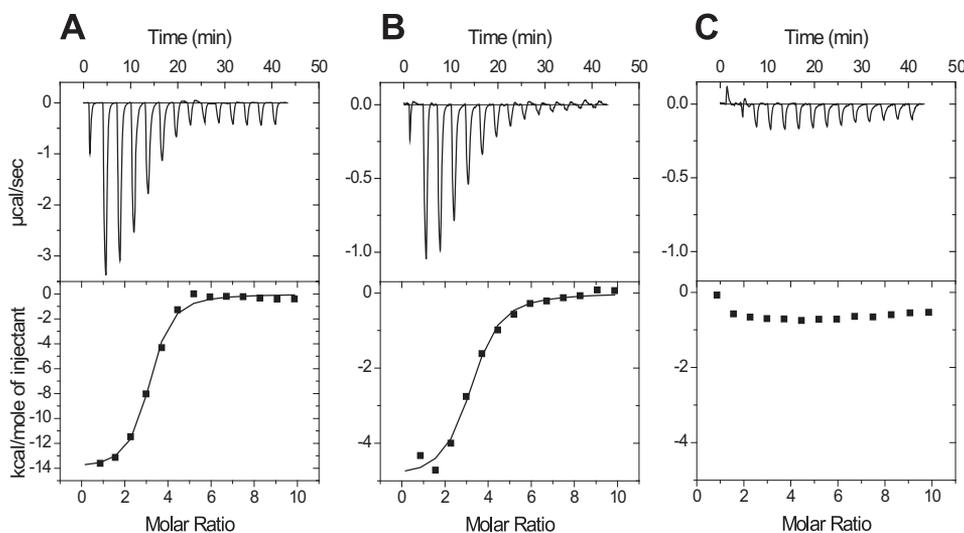 A B C
Time (min) Time (min) Time (min)
0 10 20 30 40 50 0 10 20 30 40 50 0 10 20 30 40 50
0 0.0 0.0
-1 -0.5 -0.5
-2 -1.0 -1.0
-3
µcal/sec
0 0 0
-2 -2 -2
-4 -4 -4
-6
-8
-10
-12
-14
kcal/mole of injectant
0 2 4 6 8 10 0 2 4 6 8 10 0 2 4 6 8 10
Molar Ratio Molar Ratio Molar Ratio